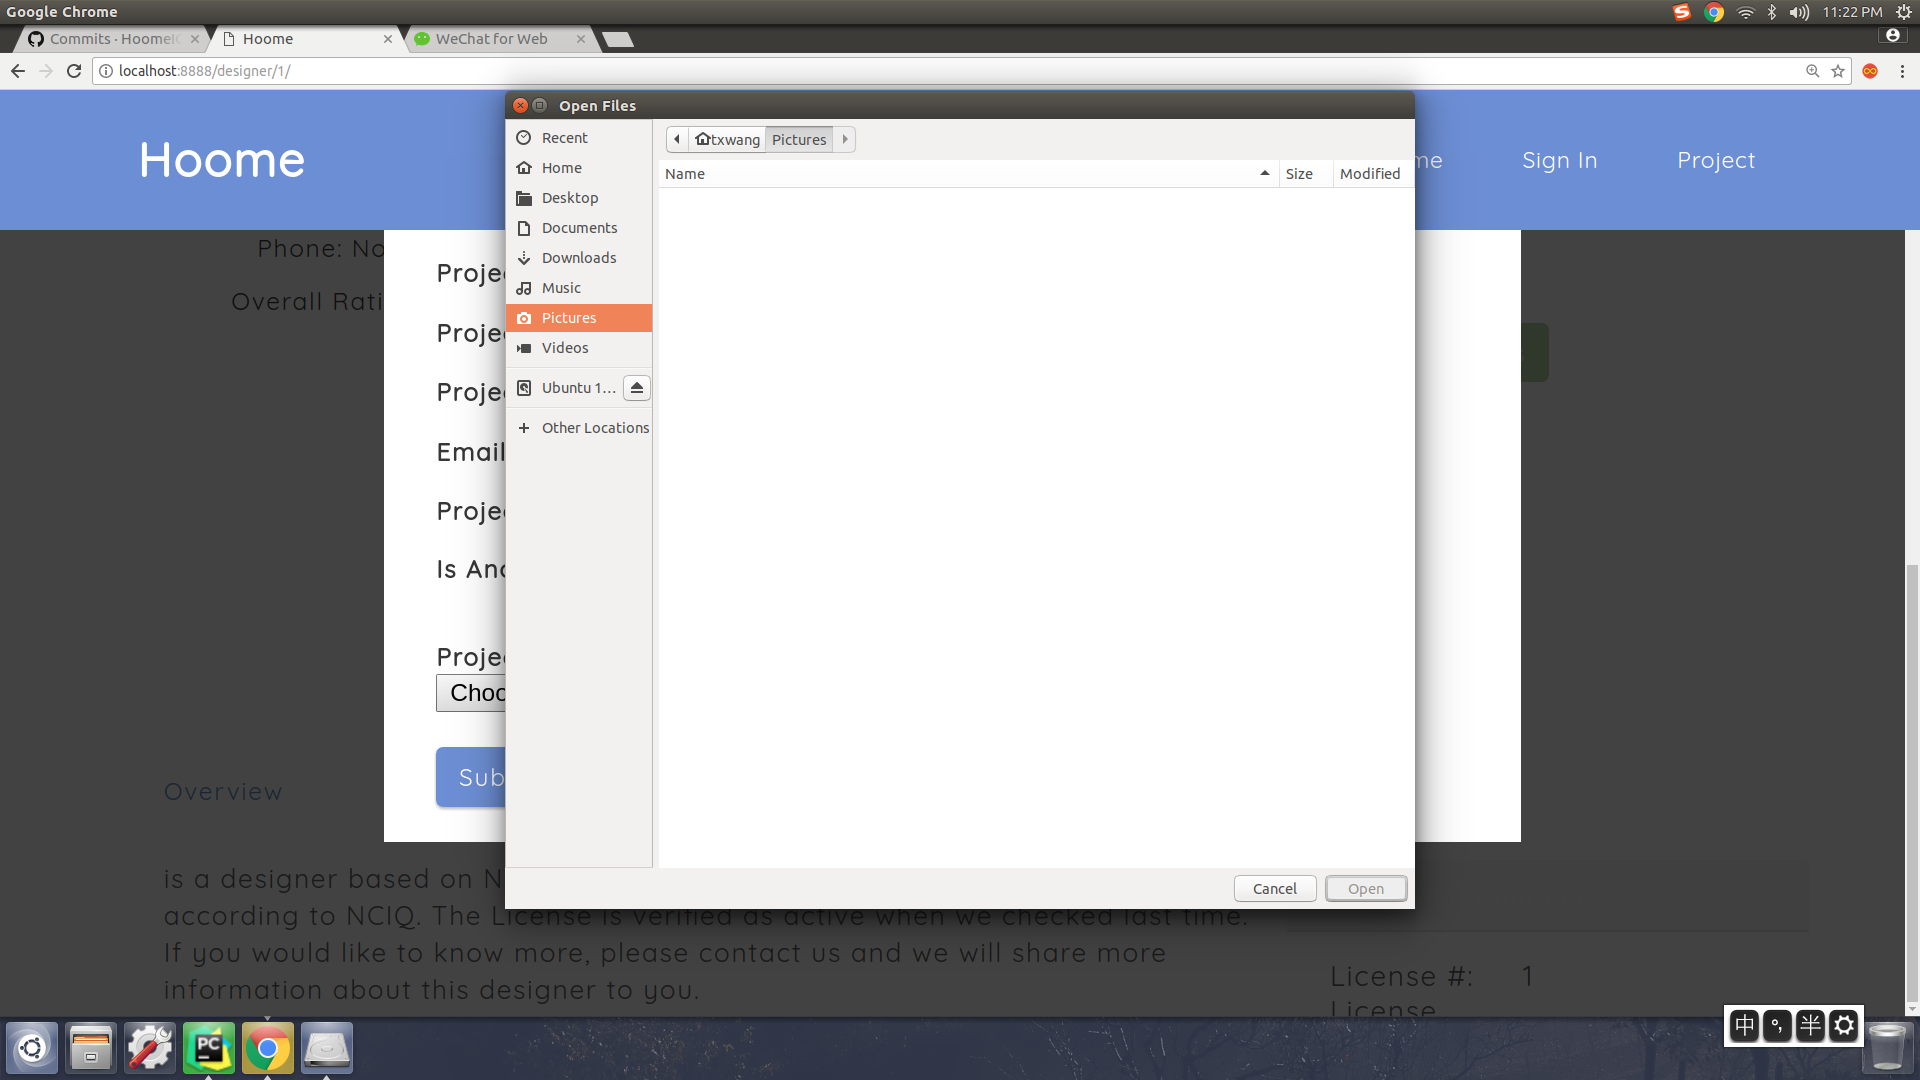 Google Chrome
11:22 PM
Commits · HoomeI
Hoome
WeChat for Web
localhost:8888/designer/1/
Open Files
Hoome
me
Sign In
Project
Recent
Home
Desktop
Documents
Downloads
Music
Pictures
Videos
Ubuntu 1...
Other Locations
txwang
Pictures
Name
Size
Modified
Phone: No
Overall Rati
Proje
Proje
Proje
Email
Proje
Is Ano
Proje
Choo
Sub
Cancel
Open
Overview
is a designer based on N
according to NCIQ. The License is verified as active when we checked last time.
If you would like to know more, please contact us and we will share more
information about this designer to you.
License #: 1
License
PC
中 °, 半